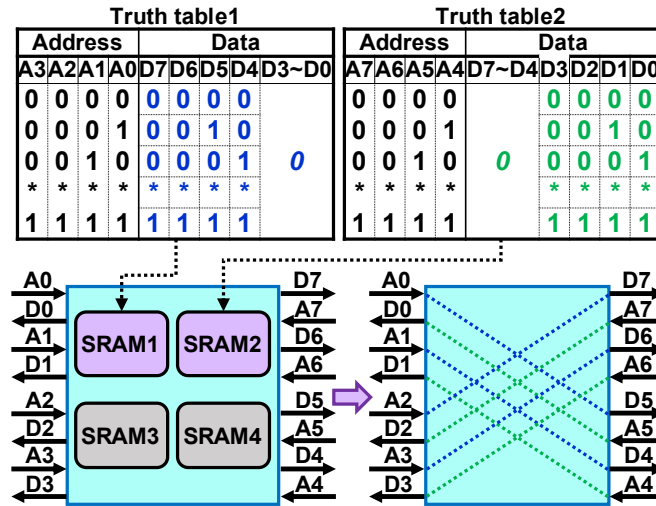 Truth table1
Address Data
A3 A2 A1 A0 D7 D6 D5 D4 D3~D0
0 0 0 0 0 0 0 0
0 0 0 1 0 0 1 0
0 0 1 0 0 0 0 1 0
* * * * * * * *
1 1 1 1 1 1 1 1
Truth table2
Address Data
A7 A6 A5 A4 D7~D4 D3 D2 D1 D0
0 0 0 0 0 0 0 0
0 0 0 1 0 0 1 0
0 0 1 0 0 0 0 0 1
* * * * * * * *
1 1 1 1 1 1 1 1
A0 D7
D0 A7
A1 D6
D1 A6
A2 D5
D2 A5
A3 D4
D3 A4
SRAM1 SRAM2
SRAM3 SRAM4
A0 D7
D0 A7
A1 D6
D1 A6
A2 D5
D2 A5
A3 D4
D3 A4